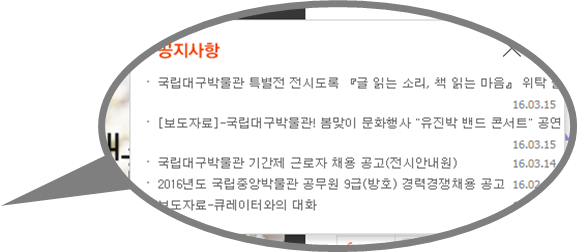 공지사항
· 국립대구박물관 특별전 전시도록 『글 읽는 소리, 책 읽는 마음』 위탁
16.03.15
· [보도자료]-국립대구박물관! 봄맞이 문화행사 "유진박 밴드 콘서트" 공연
16.03.15
· 국립대구박물관 기간제 근로자 채용 공고(전시안내원) 16.03.14
· 2016년도 국립중앙박물관 공무원 9급(방호) 경력경쟁채용 공고 16.02
보도자료-큐레이터와의 대화